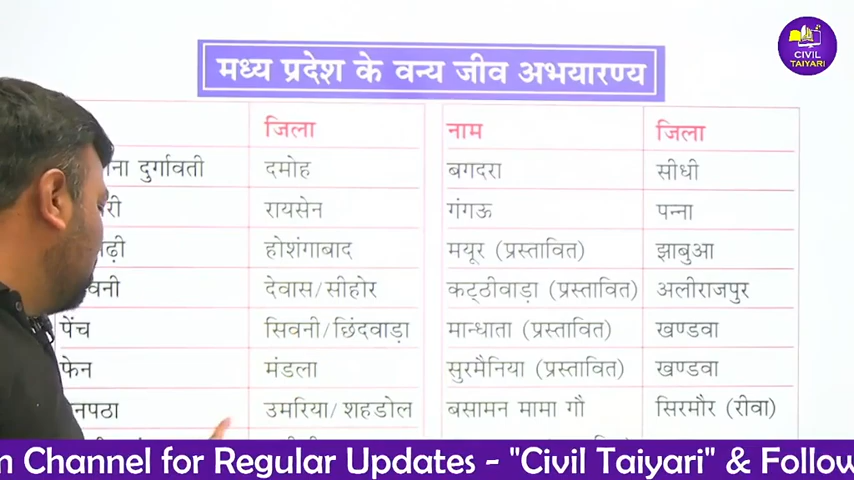 मध्य प्रदेश के वन्य जीव अभयारण्य
CIVIL
TAIYARI
जिला नाम जिला
दुर्गावती दमोह बगदरा सीधी
रायसेन गंगऊ पन्ना
होशंगाबाद मयूर (प्रस्तावित) झाबुआ
देवास/सीहोर कट्ठीवाड़ा (प्रस्तावित) अलीराजपुर
पेंच सिवनी/छिंदवाड़ा मान्धाता (प्रस्तावित) खण्डवा
फेन मंडला सुरमैनिया (प्रस्तावित) खण्डवा
उमरिया/शहडोल बसामन मामा गौ सिरमौर (रीवा)
Channel for Regular Updates - "Civil Taiyari" & Follow